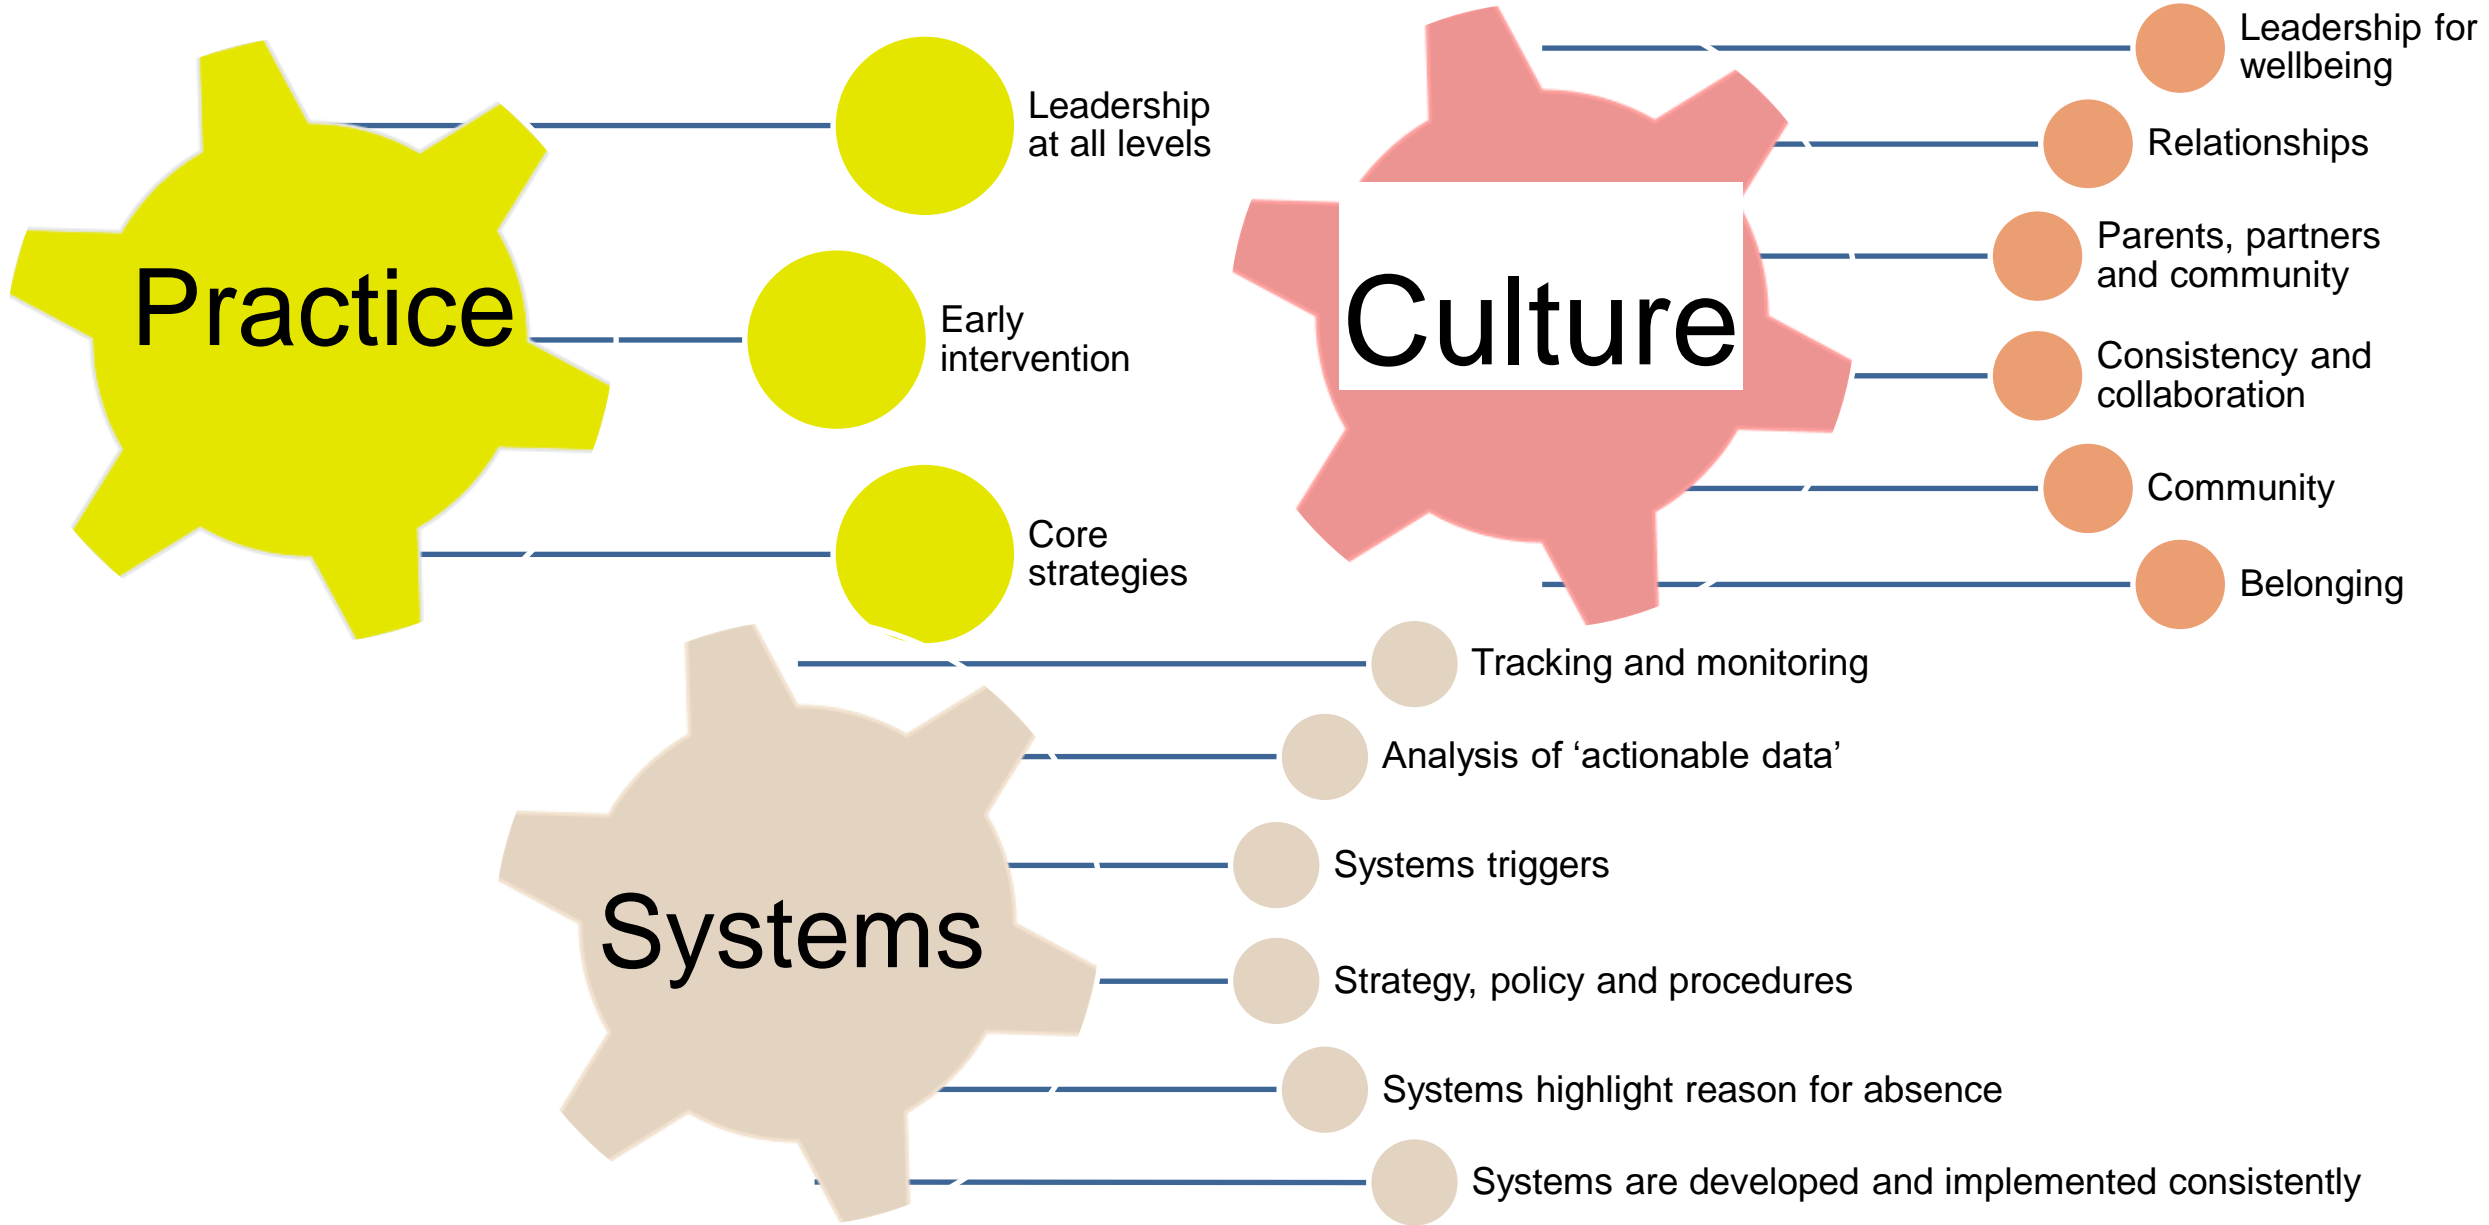 Practice
Leadership
at all levels
Early
intervention
Core
strategies
Culture
Leadership for
wellbeing
Relationships
Parents, partners
and community
Consistency and
collaboration
Community
Belonging
Systems
Tracking and monitoring
Analysis of ‘actionable data’
Systems triggers
Strategy, policy and procedures
Systems highlight reason for absence
Systems are developed and implemented consistently